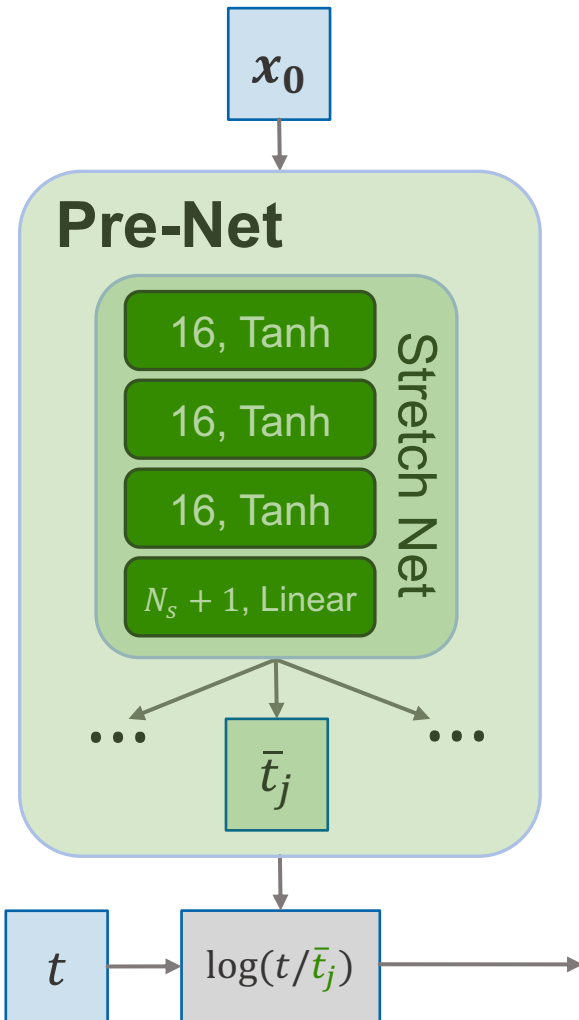 x₀
Pre-Net
16, Tanh
16, Tanh
16, Tanh
Nₛ + 1, Linear
Stretch Net
...
t̄ⱼ
...
t
log(t/t̄ⱼ)